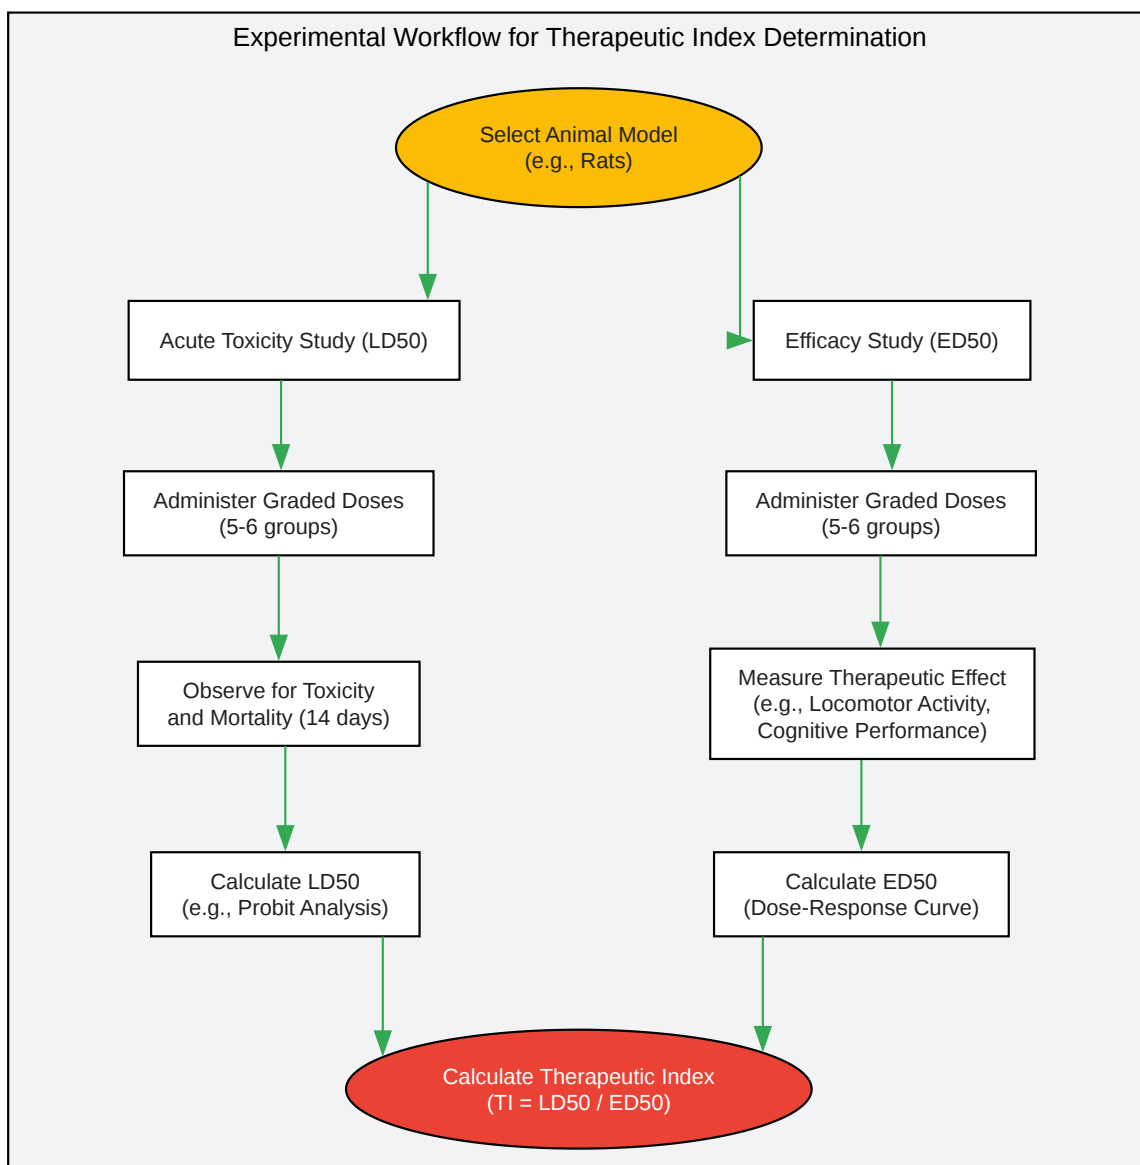 Experimental Workflow for Therapeutic Index Determination
Select Animal Model
(e.g., Rats)
Acute Toxicity Study (LD50)
Efficacy Study (ED50)
Administer Graded Doses
(5-6 groups)
Administer Graded Doses
(5-6 groups)
Observe for Toxicity
and Mortality (14 days)
Measure Therapeutic Effect
(e.g., Locomotor Activity,
Cognitive Performance)
Calculate LD50
(e.g., Probit Analysis)
Calculate ED50
(Dose-Response Curve)
Calculate Therapeutic Index
(TI = LD50 / ED50)